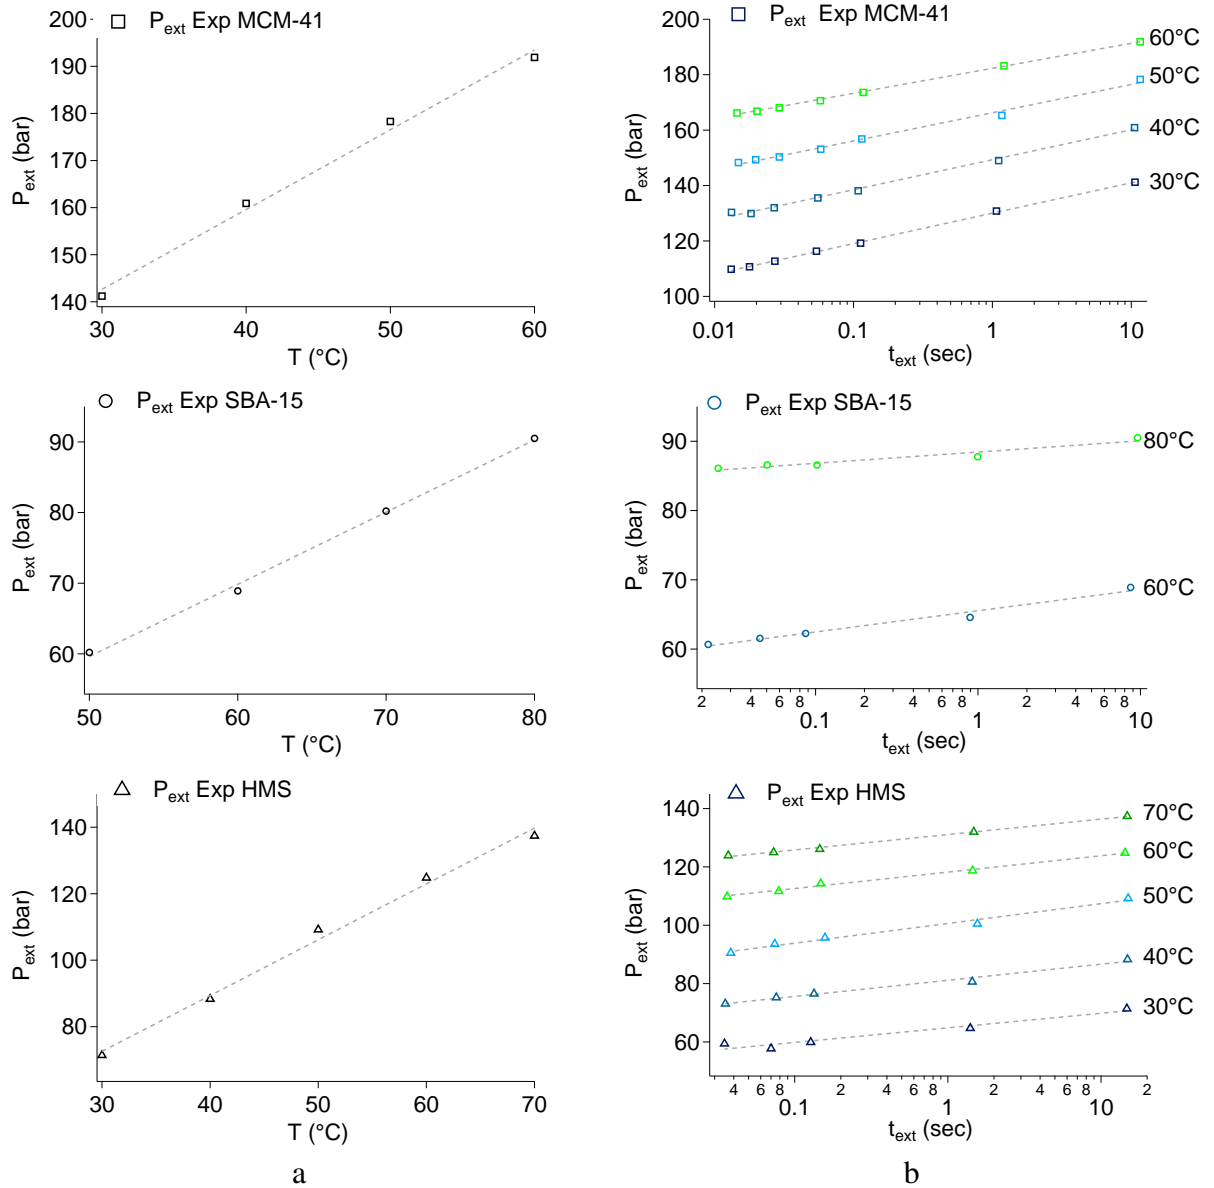 P_ext Exp MCM-41
200
190
180
170
160
150
140
P_ext (bar)
30 40 50 60
T (°C)
P_ext Exp MCM-41
200
180
160
140
120
100
P_ext (bar)
60°C
50°C
40°C
30°C
0.01 0.1 1 10
t_ext (sec)
P_ext Exp SBA-15
90
80
70
60
P_ext (bar)
50 60 70 80
T (°C)
P_ext Exp SBA-15
90
80
70
60
P_ext (bar)
80°C
60°C
2 4 6 8 0.1 2 4 6 8 1 2 4 6 8 10
t_ext (sec)
P_ext Exp HMS
140
120
100
80
P_ext (bar)
30 40 50 60 70
T (°C)
P_ext Exp HMS
140
120
100
80
60
P_ext (bar)
70°C
60°C
50°C
40°C
30°C
4 6 8 0.1 2 4 6 8 1 2 4 6 8 10 2
t_ext (sec)
a
b